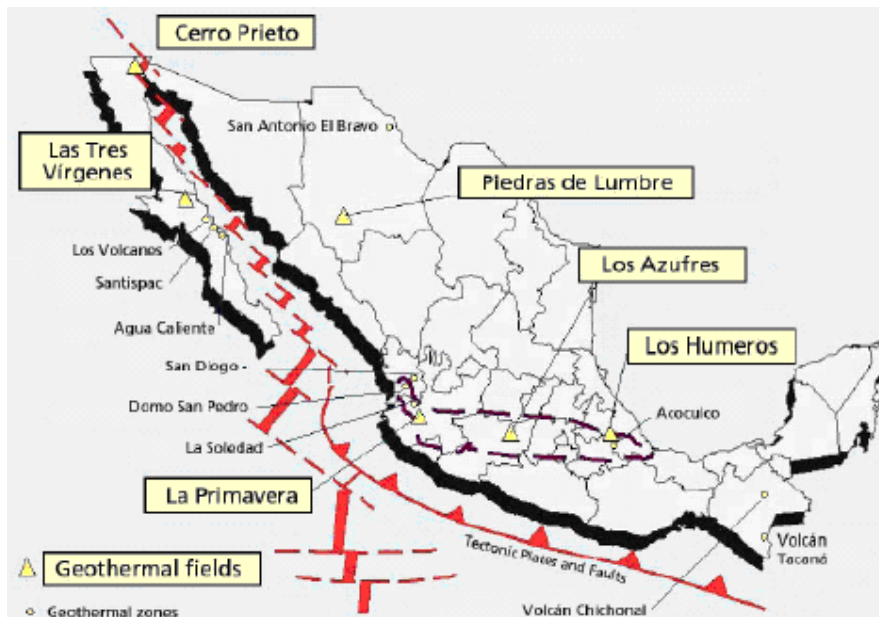 Cerro Prieto
San Antonio El Bravo
Las Tres
Vírgenes
Piedras de Lumbre
Los Volcanes
Santispac
Los Azufres
Agua Caliente
Los Humeros
San Diogo -
Domo San Pedro
Acoculco
La Soledad
La Primavera
Tectonic Plates and Faults
Volcán
Tacaná
Geothermal fields
Geothermal zones
Volcán Chichonal